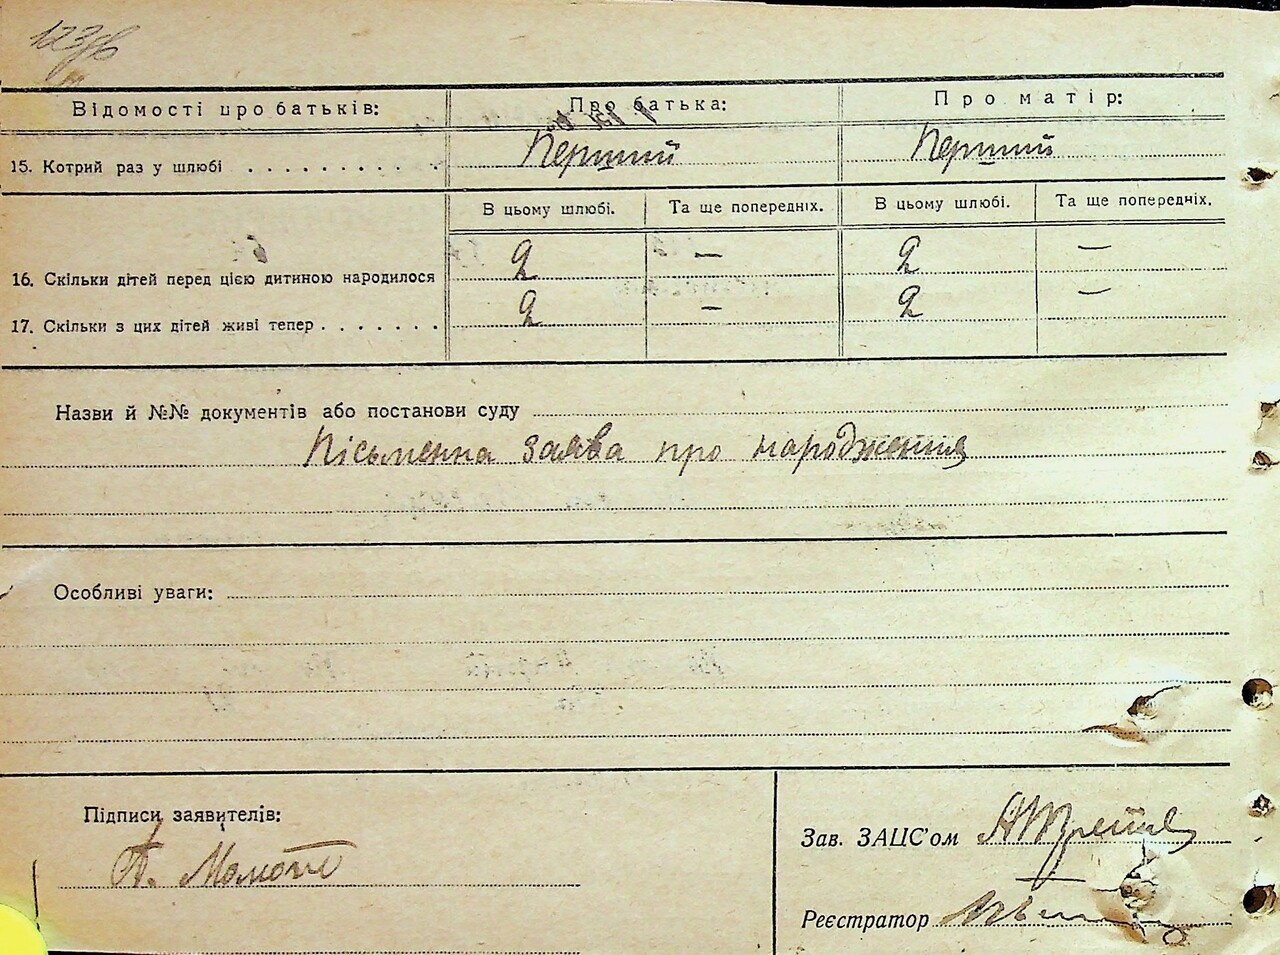 123
Відомості про батьків: Про батька: Про матір:
15. Котрий раз у шлюбі . . . . . . . . . . Перший Перший
В цьому шлюбі. Та ще попередніх. В цьому шлюбі. Та ще попередніх.
16. Скільки дітей перед цією дитиною народилося 2 — 2 —
17. Скільки з цих дітей живі тепер . . . . . . . 2 — 2 —
Назви й №№ документів або постанови суду
Пісьменна заява про народження
Особливі уваги:
Підписи заявителів:
Зав. ЗАЦС'ом
П. Момот
Реєстратор